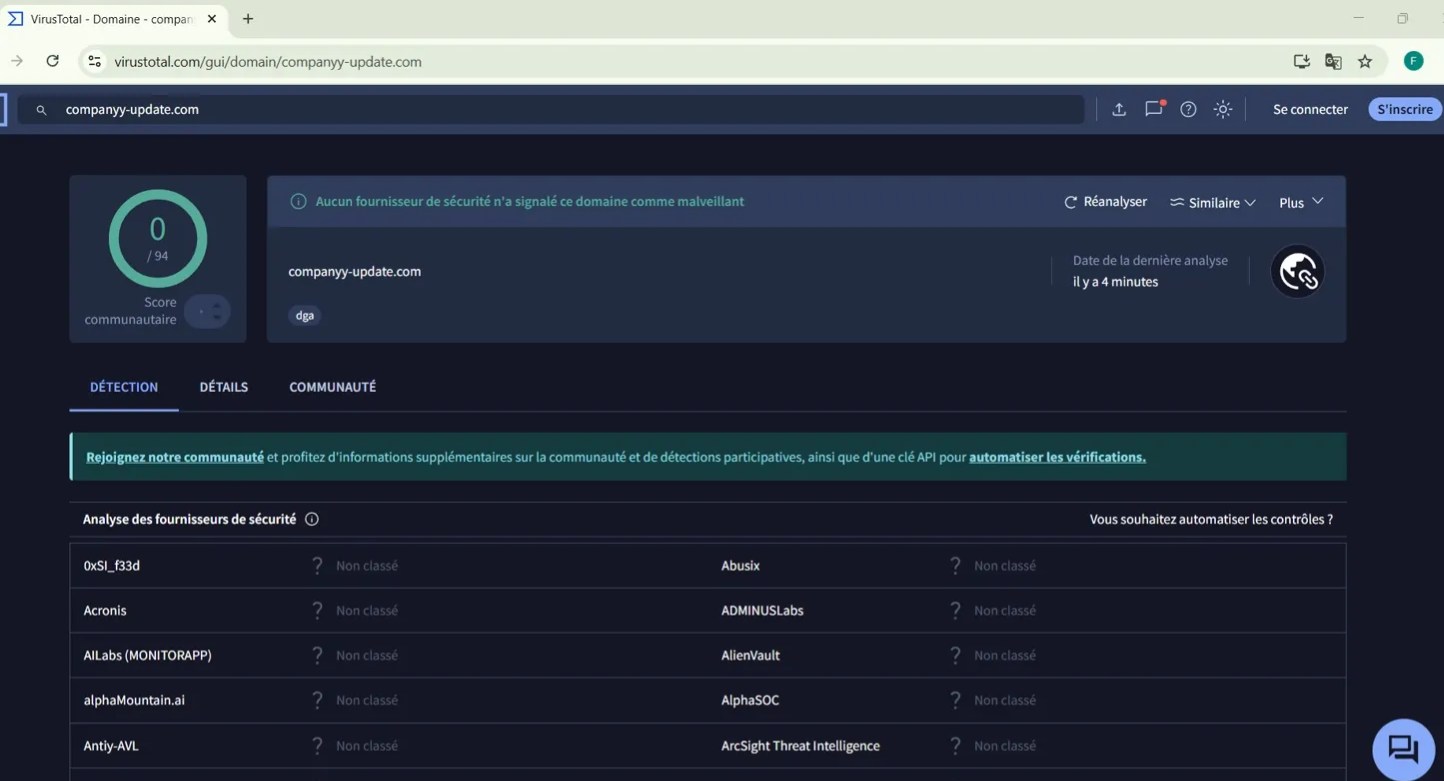 VirusTotal - Domaine - compan
virustotal.com/gui/domain/companyy-update.com
F
companyy-update.com
Se connecter
S'inscrire
0
/ 94
Score
communautaire
Aucun fournisseur de sécurité n'a signalé ce domaine comme malveillant
Réanalyser
Similaire
Plus
companyy-update.com
dga
Date de la dernière analyse
il y a 4 minutes
DÉTECTION
DÉTAILS
COMMUNAUTÉ
Rejoignez notre communauté et profitez d'informations supplémentaires sur la communauté et de détections participatives, ainsi que d'une clé API pour automatiser les vérifications.
Analyse des fournisseurs de sécurité
Vous souhaitez automatiser les contrôles ?
0xSI_f33d ? Non classé Abusix ? Non classé
Acronis ? Non classé ADMINUSLabs ? Non classé
AILabs (MONITORAPP) ? Non classé AlienVault ? Non classé
alphaMountain.ai ? Non classé AlphaSOC ? Non classé
Antiy-AVL ? Non classé ArcSight Threat Intelligence ? Non classé